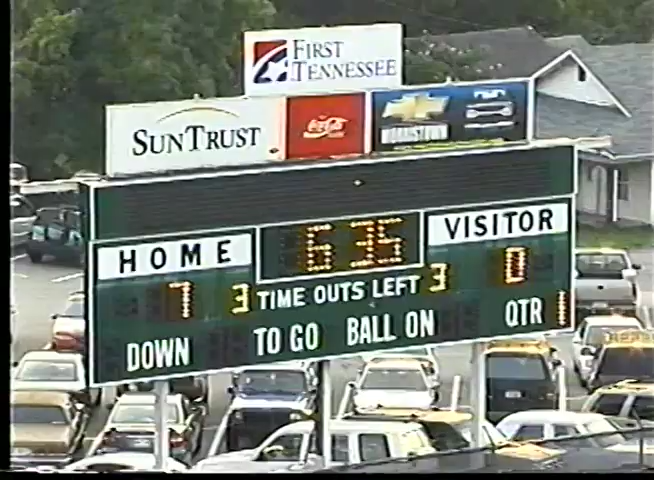 FIRST
TENNESSEE
SUNTRUST
Coca-Cola
HOME 6 35 VISITOR
7 3 TIME OUTS LEFT 3 0
DOWN TO GO BALL ON QTR 1